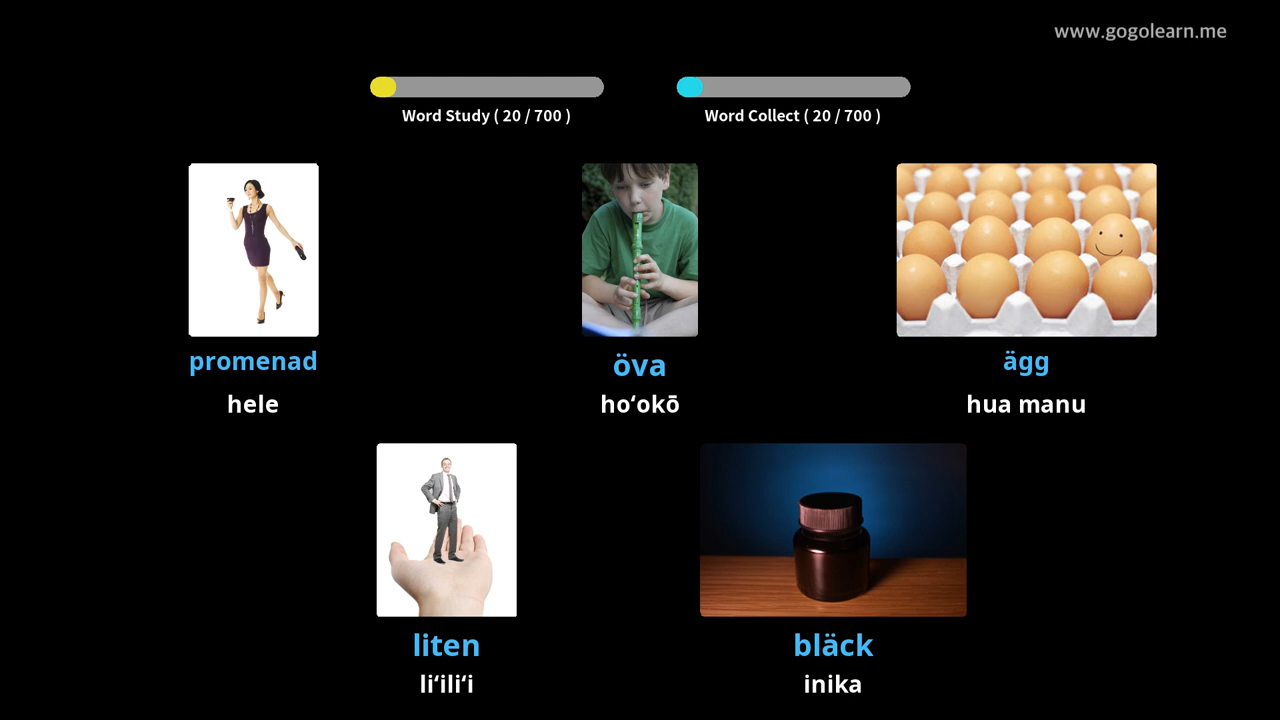 www.gogolearn.me
Word Study ( 20 / 700 )
Word Collect ( 20 / 700 )
promenad
hele
öva
hoʻokō
ägg
hua manu
liten
liʻiliʻi
bläck
inika